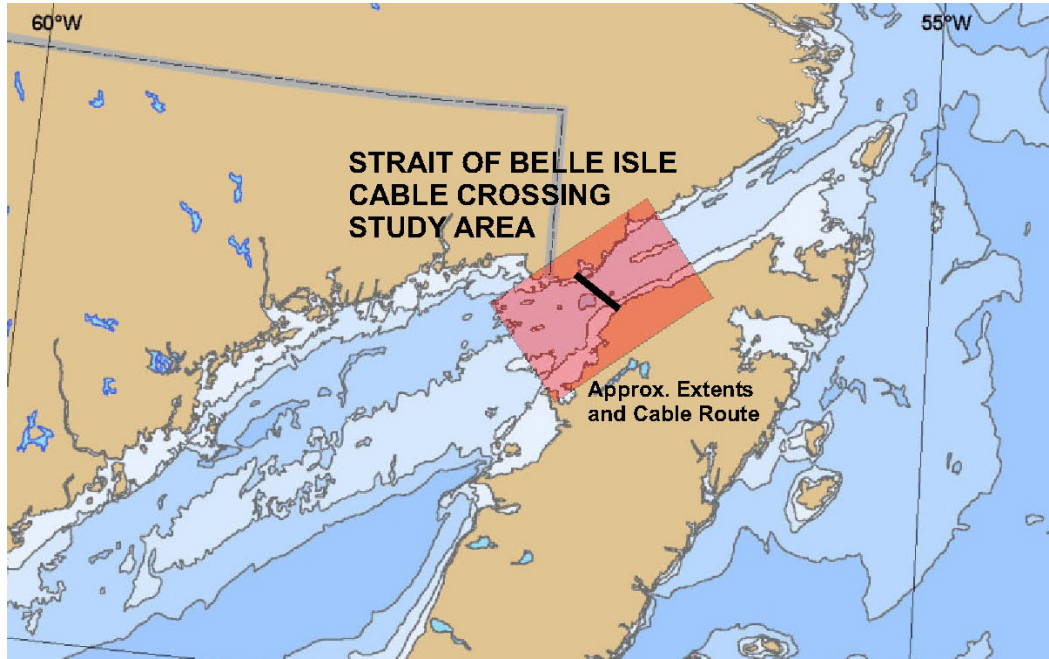 60°W
55°W
STRAIT OF BELLE ISLE
CABLE CROSSING
STUDY AREA
Approx. Extents
and Cable Route